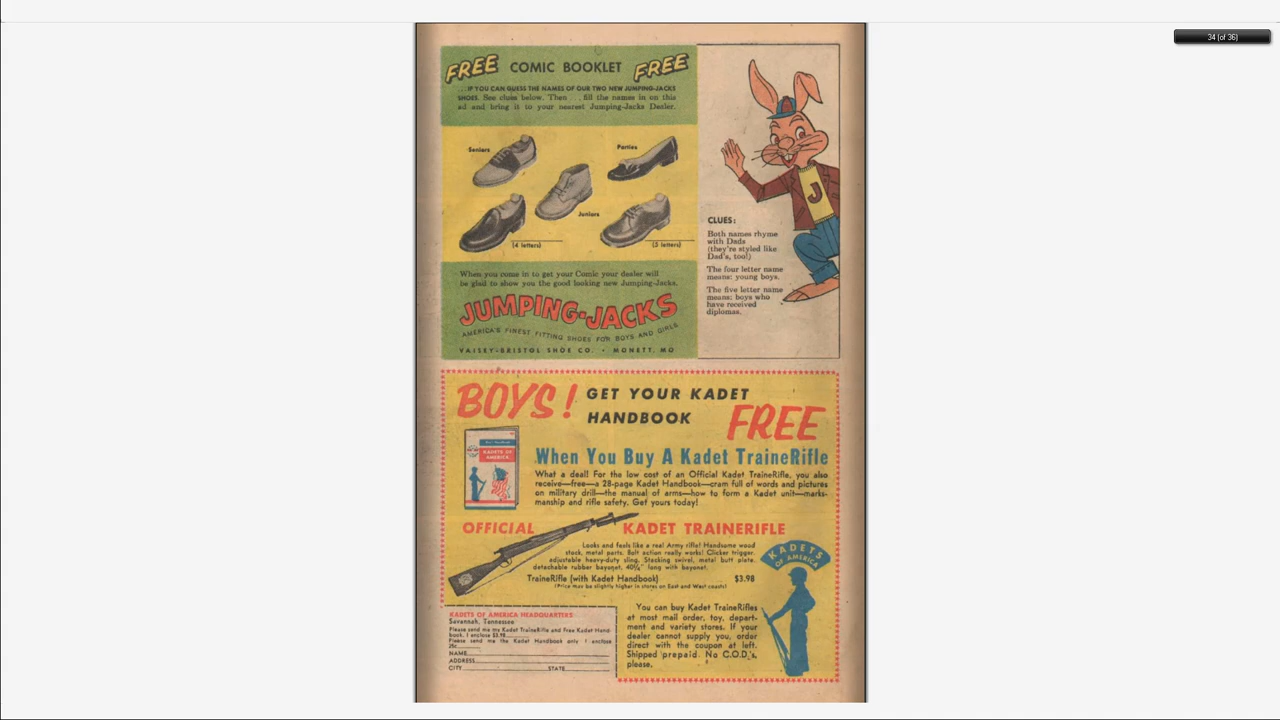 34 (of 36)
FREE COMIC BOOKLET FREE
...IF YOU CAN GUESS THE NAMES OF OUR TWO NEW JUMPING-JACKS
SHOES. See clues below. Then . . . fill the names in on this
ad and bring it to your nearest Jumping-Jacks Dealer.
Seniors
Parties
Juniors
(4 letters)
(5 letters)
When you come in to get your Comic your dealer will
be glad to show you the good looking new Jumping-Jacks.
JUMPING-JACKS
AMERICA'S FINEST FITTING SHOES FOR BOYS AND GIRLS
VAISEY-BRISTOL SHOE CO. • MONETT, MO
J
CLUES:
Both names rhyme
with Dads
(they're styled like
Dad's, too!)
The four letter name
means: young boys.
The five letter name
means: boys who
have received
diplomas.
BOYS! GET YOUR KADET
HANDBOOK FREE
KADETS OF
AMERICA
When You Buy A Kadet TraineRifle
What a deal! For the low cost of an Official Kadet TraineRifle, you also
receive—free—a 28-page Kadet Handbook—cram full of words and pictures
on military drill—the manual of arms—how to form a Kadet unit—marks-
manship and rifle safety. Get yours today!
OFFICIAL KADET TRAINERIFLE
Looks and feels like a real Army rifle! Handsome wood
stock, metal parts. Bolt action really works! Clicker trigger,
adjustable heavy-duty sling. Stacking swivel, metal butt plate,
detachable rubber bayonet, 40¾" long with bayonet.
TraineRifle (with Kadet Handbook) $3.98
(Price may be slightly higher in stores on East and West coasts)
KADETS
OF AMERICA
You can buy Kadet TraineRifles
at most mail order, toy, depart-
ment and variety stores. If your
dealer cannot supply you, order
direct with the coupon at left.
Shipped prepaid. No C.O.D.'s,
please.
KADETS OF AMERICA HEADQUARTERS
Savannah, Tennessee
Please send me my Kadet TraineRifle and Free Kadet Hand-
book. I enclose $3.98
Please send me the Kadet Handbook only I enclose
25c
NAME
ADDRESS
CITY STATE